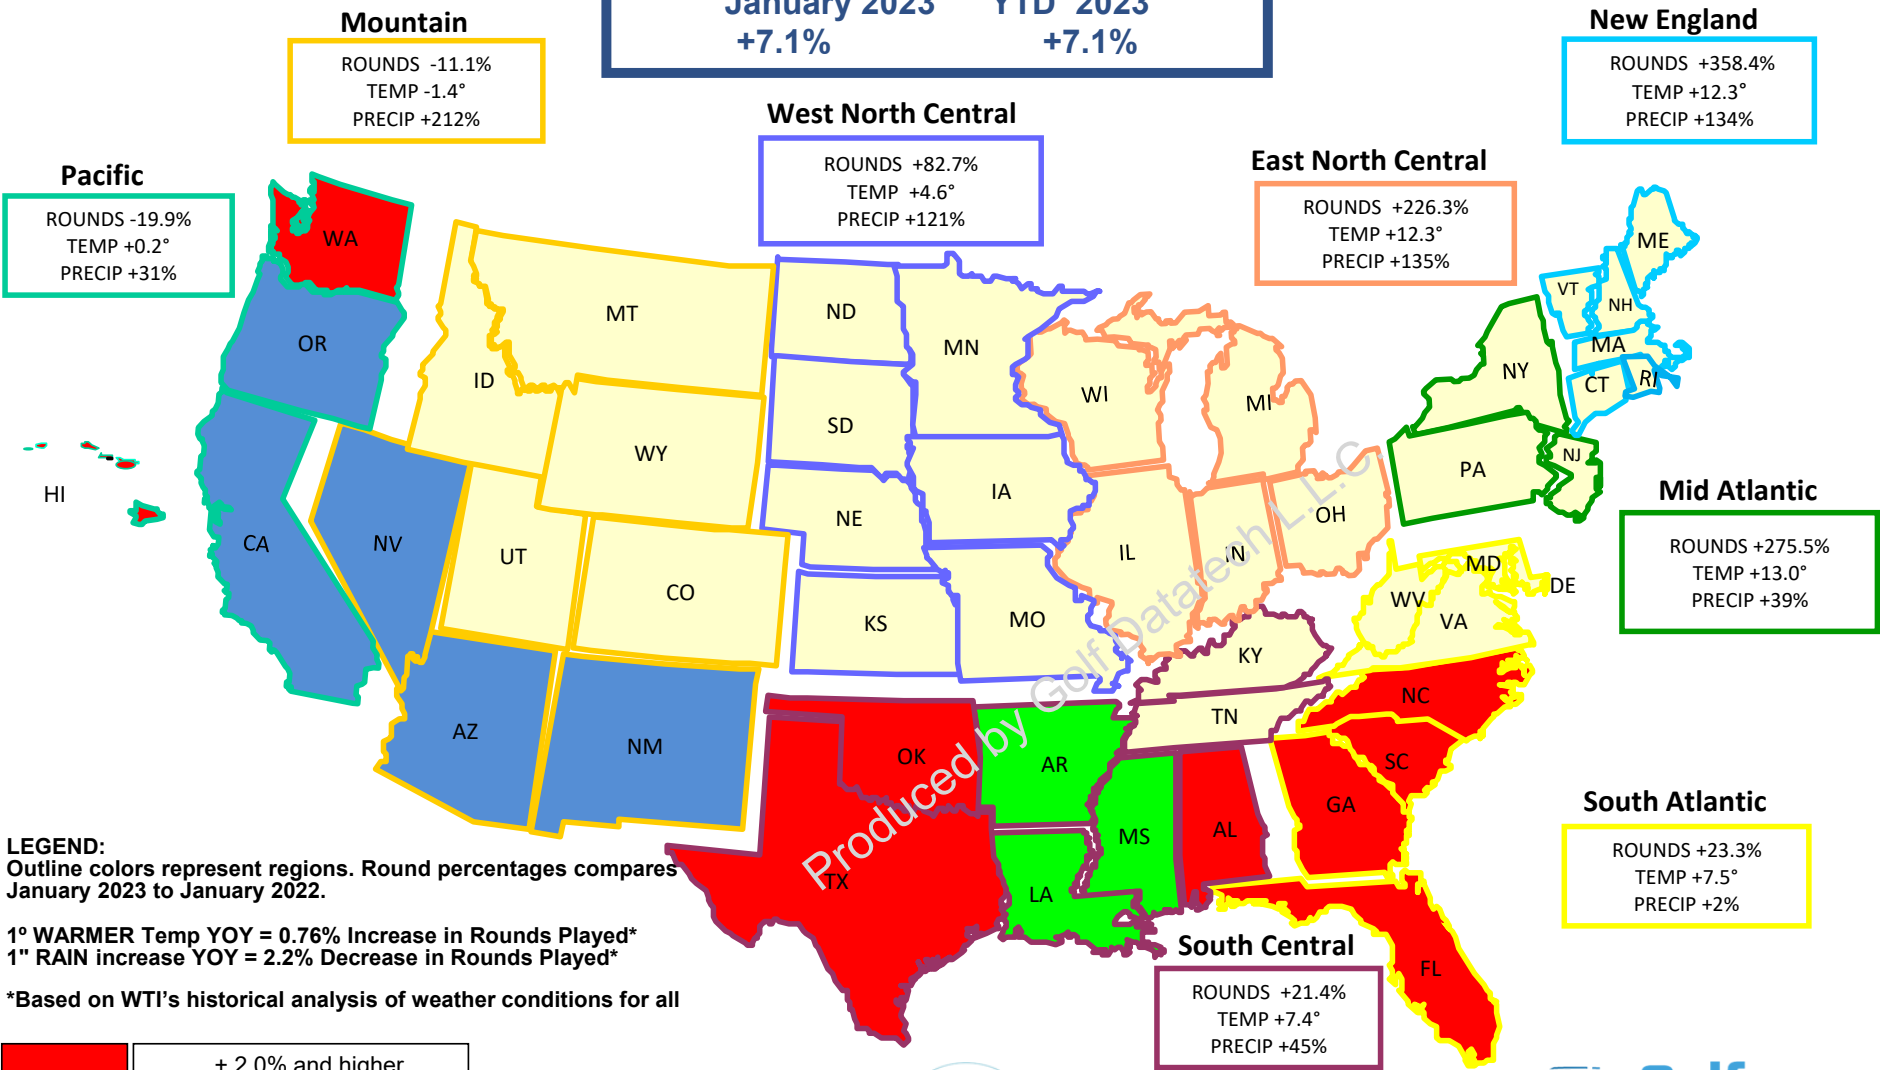 January 2023 YTD 2023
+7.1% +7.1%
Mountain
ROUNDS -11.1%
TEMP -1.4°
PRECIP +212%
New England
ROUNDS +358.4%
TEMP +12.3°
PRECIP +134%
West North Central
ROUNDS +82.7%
TEMP +4.6°
PRECIP +121%
East North Central
ROUNDS +226.3%
TEMP +12.3°
PRECIP +135%
Pacific
ROUNDS -19.9%
TEMP +0.2°
PRECIP +31%
Mid Atlantic
ROUNDS +275.5%
TEMP +13.0°
PRECIP +39%
South Atlantic
ROUNDS +23.3%
TEMP +7.5°
PRECIP +2%
South Central
ROUNDS +21.4%
TEMP +7.4°
PRECIP +45%
WA
OR
CA
HI
NV
ID
MT
WY
UT
CO
AZ
NM
ND
SD
NE
KS
MN
IA
MO
WI
MI
IL
IN
OH
KY
TN
OK
TX
AR
LA
MS
AL
GA
FL
SC
NC
VA
WV
MD
DE
PA
NJ
NY
CT
RI
MA
VT
NH
ME
Produced by Golf Datatech L.L.C.
LEGEND:
Outline colors represent regions. Round percentages compares
January 2023 to January 2022.
1º WARMER Temp YOY = 0.76% Increase in Rounds Played*
1" RAIN increase YOY = 2.2% Decrease in Rounds Played*
*Based on WTI's historical analysis of weather conditions for all
+ 2.0% and higher
Golf